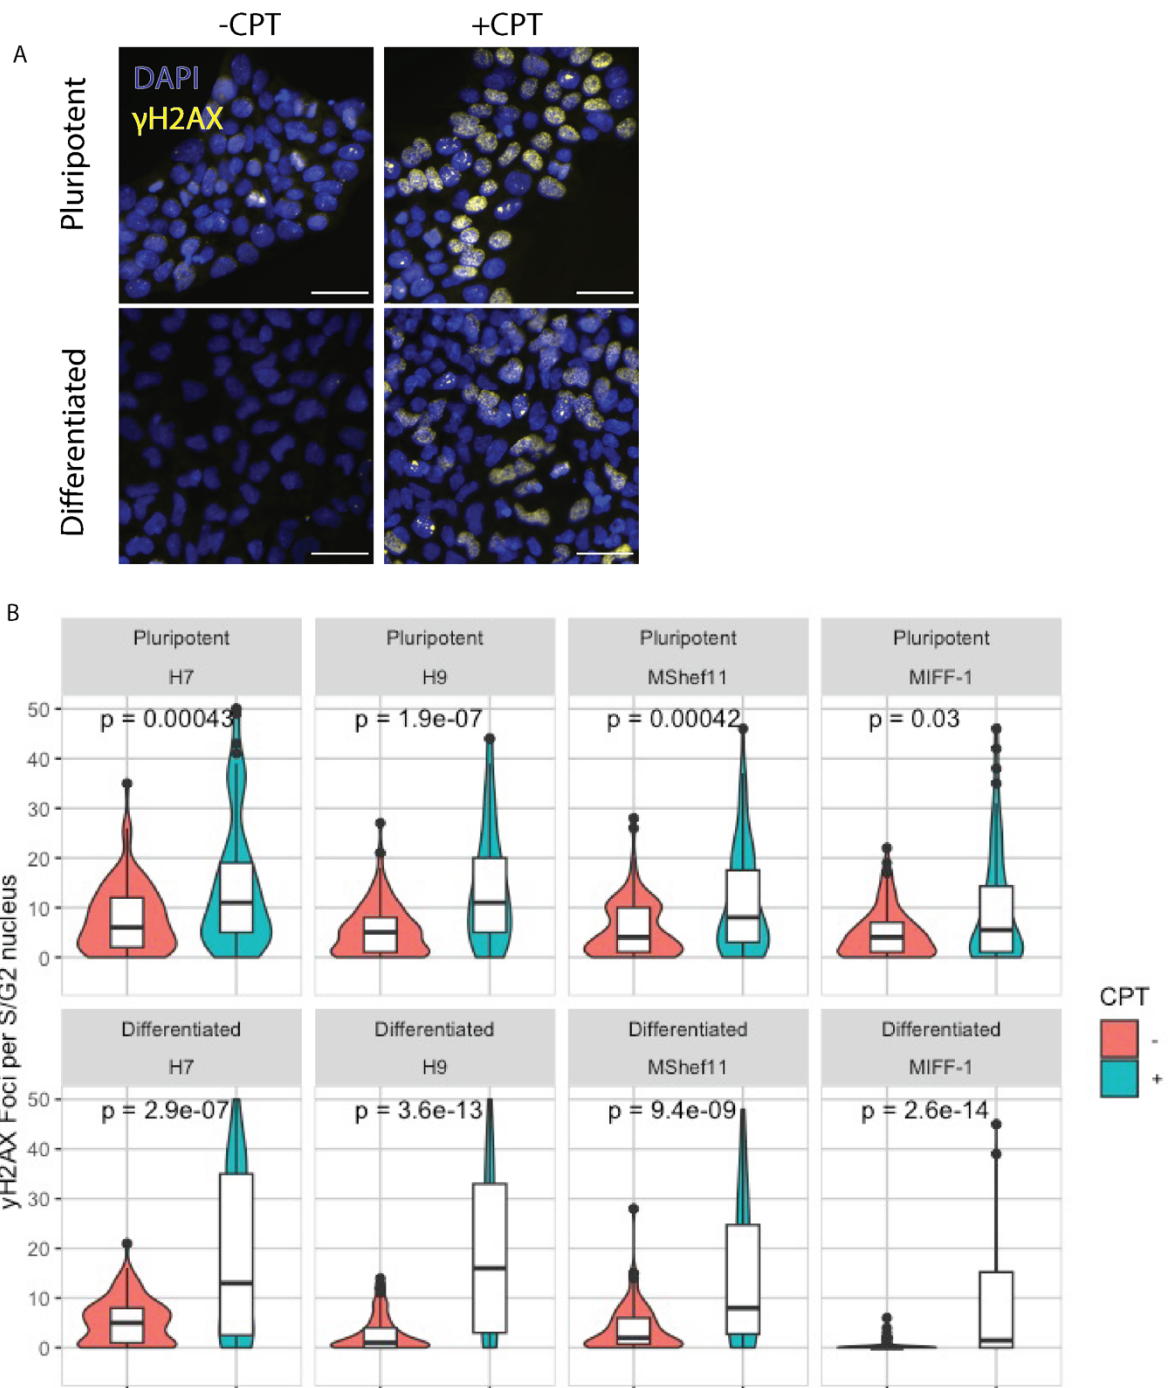 -CPT
+CPT
A
Pluripotent
DAPI
γH2AX
Differentiated
B
Pluripotent
H7
Pluripotent
H9
Pluripotent
MShef11
Pluripotent
MIFF-1
p = 0.00043
p = 1.9e-07
p = 0.00042
p = 0.03
50
40
30
20
10
0
Differentiated
H7
Differentiated
H9
Differentiated
MShef11
Differentiated
MIFF-1
p = 2.9e-07
p = 3.6e-13
p = 9.4e-09
p = 2.6e-14
50
40
30
20
10
0
yH2AX Foci per S/G2 nucleus
CPT
-
+